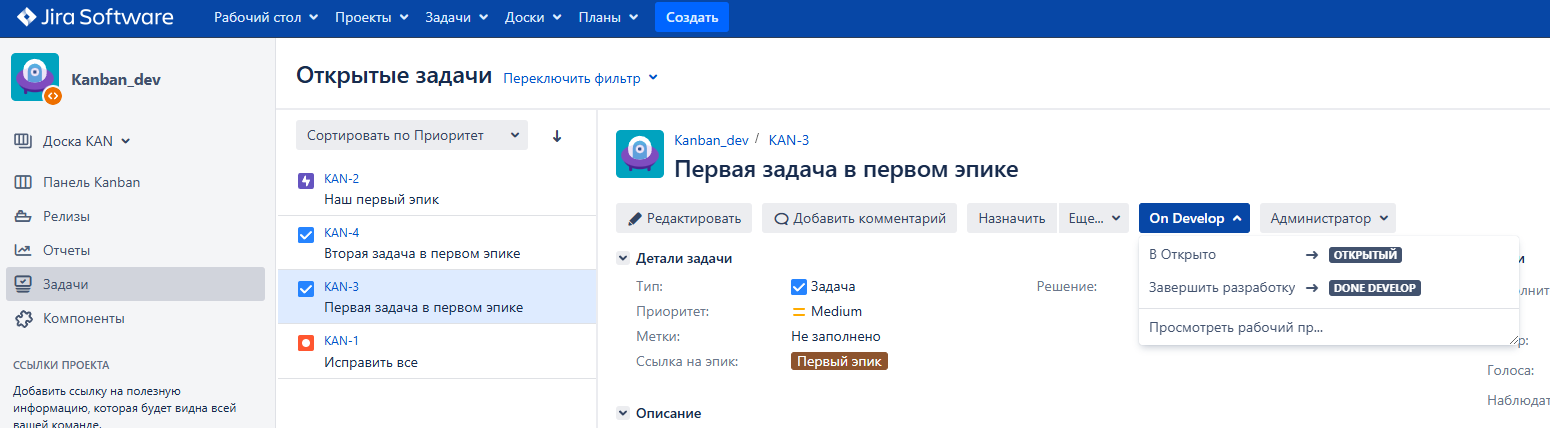 Jira Software Рабочий стол Проекты Задачи Доски Планы Создать
Kanban_dev
Доска KAN
Панель Kanban
Релизы
Отчеты
Задачи
Компоненты
ССЫЛКИ ПРОЕКТА
Добавить ссылку на полезную
информацию, которая будет видна всей
вашей команде.
Открытые задачи Переключить фильтр
Сортировать по Приоритет
KAN-2
Наш первый эпик
KAN-4
Вторая задача в первом эпике
KAN-3
Первая задача в первом эпике
KAN-1
Исправить все
Kanban_dev / KAN-3
Первая задача в первом эпике
Редактировать Добавить комментарий Назначить Еще... On Develop Администратор
В Открыто → ОТКРЫТЫЙ
Завершить разработку → DONE DEVELOP
Просмотреть рабочий пр...
Детали задачи
Тип: Задача Решение:
Приоритет: Medium
Метки: Не заполнено
Ссылка на эпик: Первый эпик
Голоса:
Описание